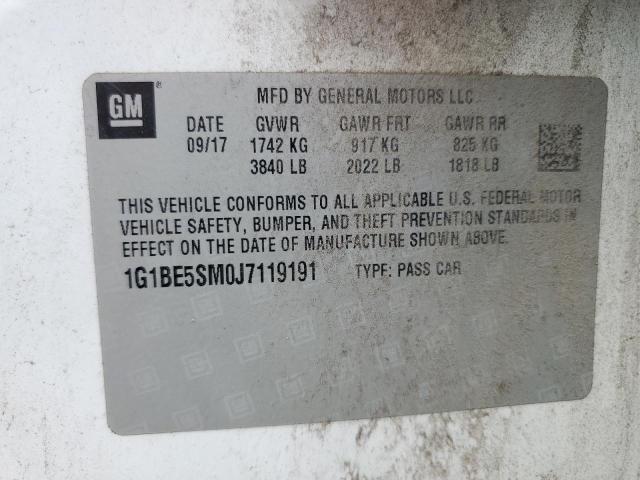 GM
MFD BY GENERAL MOTORS LLC
DATE GVWR GAWR FRT GAWR RR
09/17 1742 KG 917 KG 825 KG
3840 LB 2022 LB 1818 LB
THIS VEHICLE CONFORMS TO ALL APPLICABLE U.S. FEDERAL MOTOR
VEHICLE SAFETY, BUMPER, AND THEFT PREVENTION STANDARDS IN
EFFECT ON THE DATE OF MANUFACTURE SHOWN ABOVE.
1G1BE5SM0J7119191 TYPE: PASS CAR